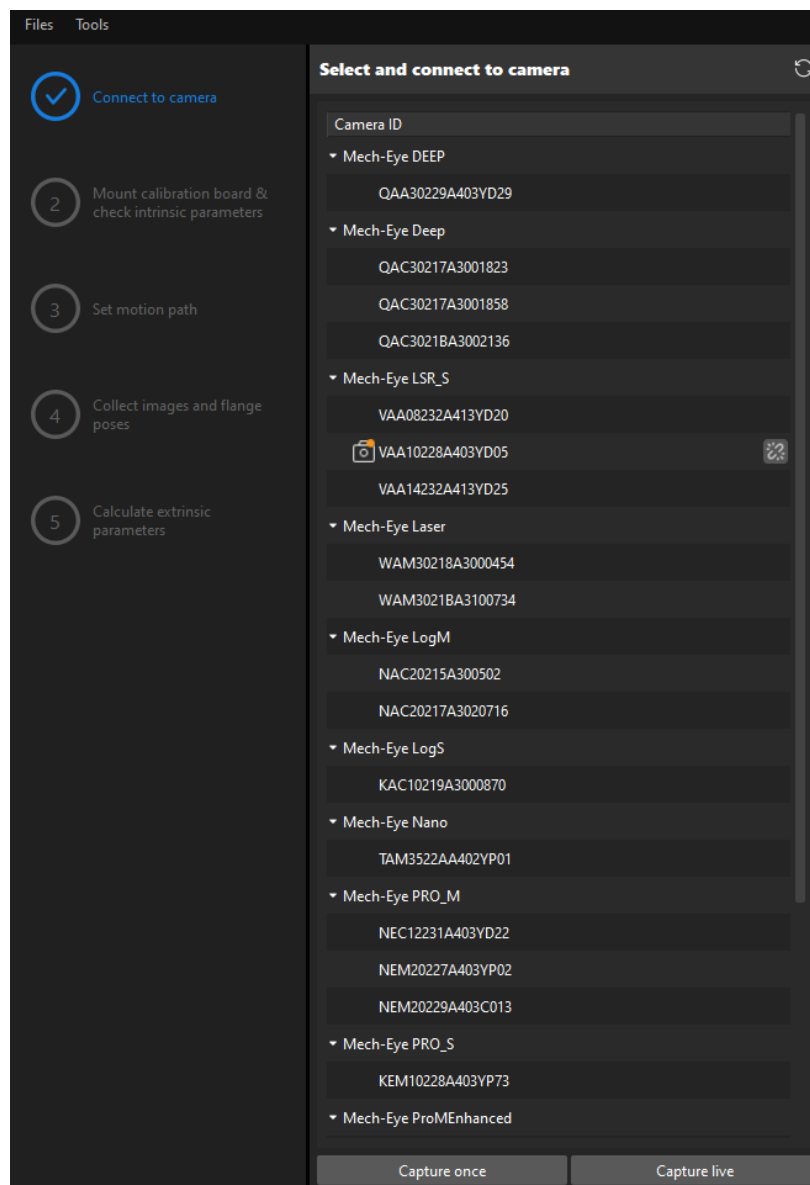 Files Tools
Connect to camera
2
Mount calibration board &
check intrinsic parameters
3
Set motion path
4
Collect images and flange
poses
5
Calculate extrinsic
parameters
Select and connect to camera
Camera ID
Mech-Eye DEEP
QAA30229A403YD29
Mech-Eye Deep
QAC30217A3001823
QAC30217A3001858
QAC3021BA3002136
Mech-Eye LSR_S
VAA08232A413YD20
VAA10228A403YD05
VAA14232A413YD25
Mech-Eye Laser
WAM30218A3000454
WAM3021BA3100734
Mech-Eye LogM
NAC20215A300502
NAC20217A3020716
Mech-Eye LogS
KAC10219A3000870
Mech-Eye Nano
TAM3522AA402YP01
Mech-Eye PRO_M
NEC12231A403YD22
NEM20227A403YP02
NEM20229A403C013
Mech-Eye PRO_S
KEM10228A403YP73
Mech-Eye ProMEnhanced
Capture once Capture live